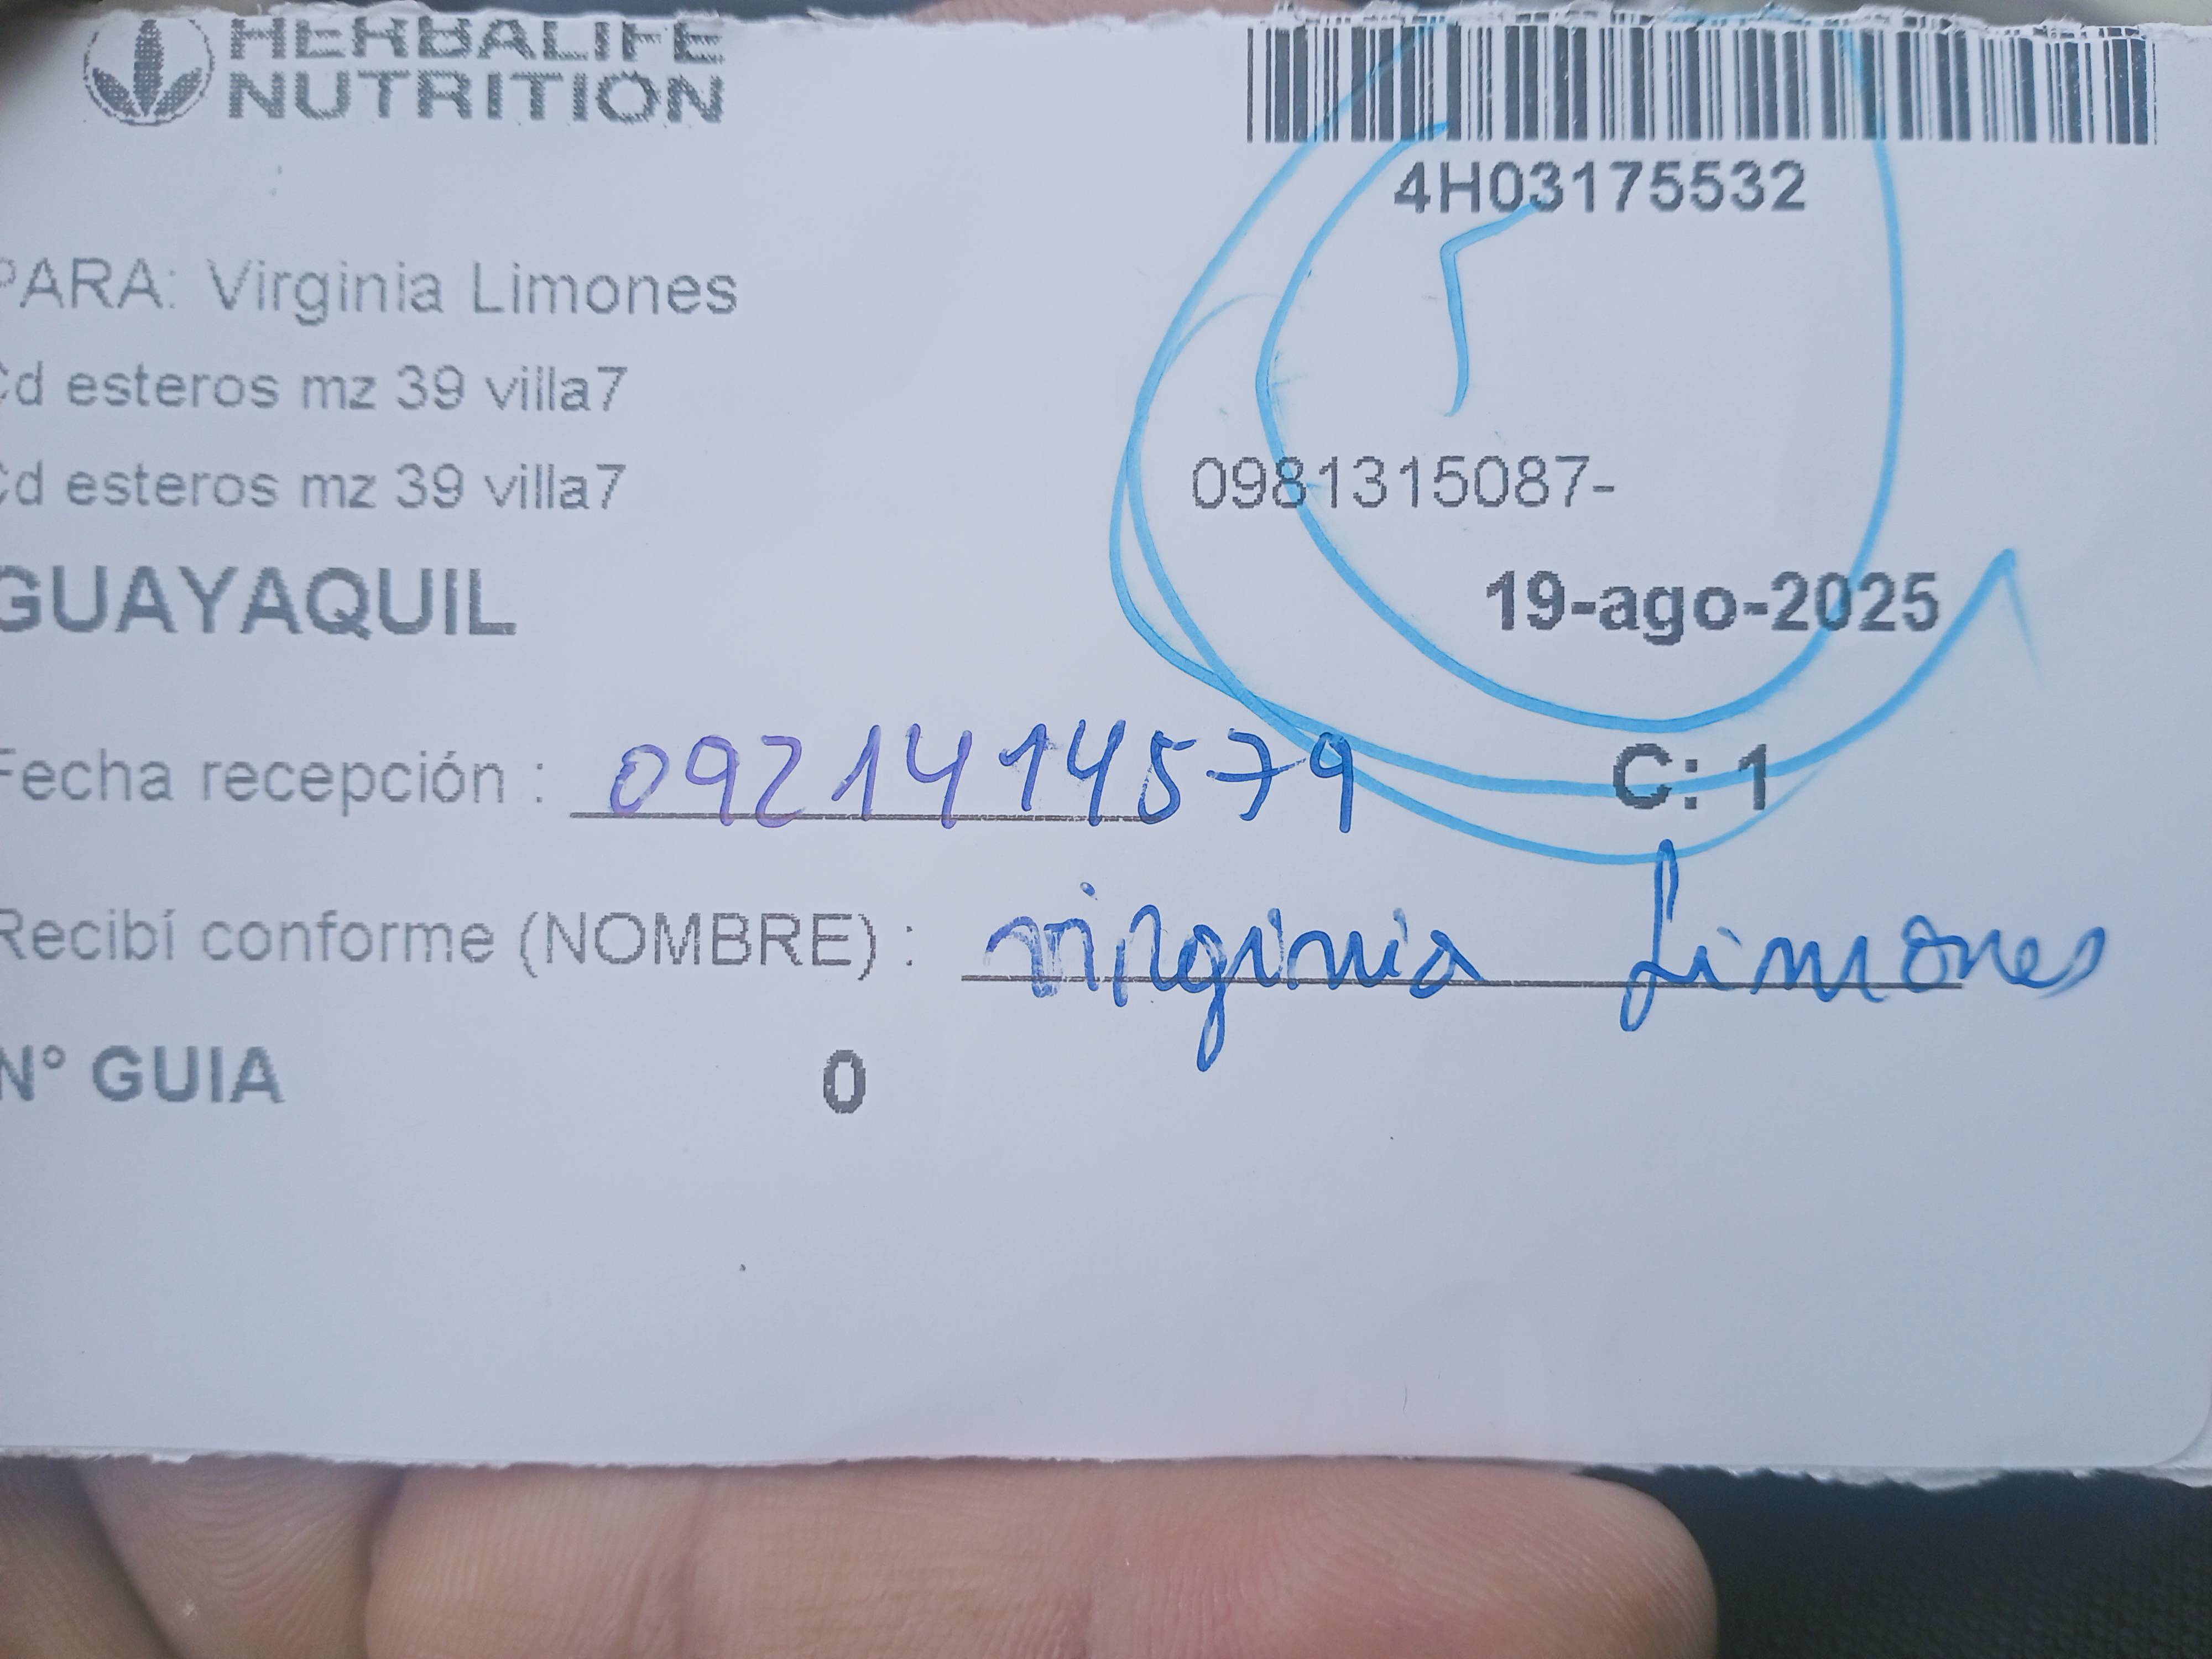 HERBALIFE
NUTRITION
4H03175532
PARA: Virginia Limones
Cd esteros mz 39 villa7
Cd esteros mz 39 villa7
0981315087-
GUAYAQUIL
19-ago-2025
Fecha recepción : 0921414579
C: 1
Recibí conforme (NOMBRE) : virginia Limones
N° GUIA 0